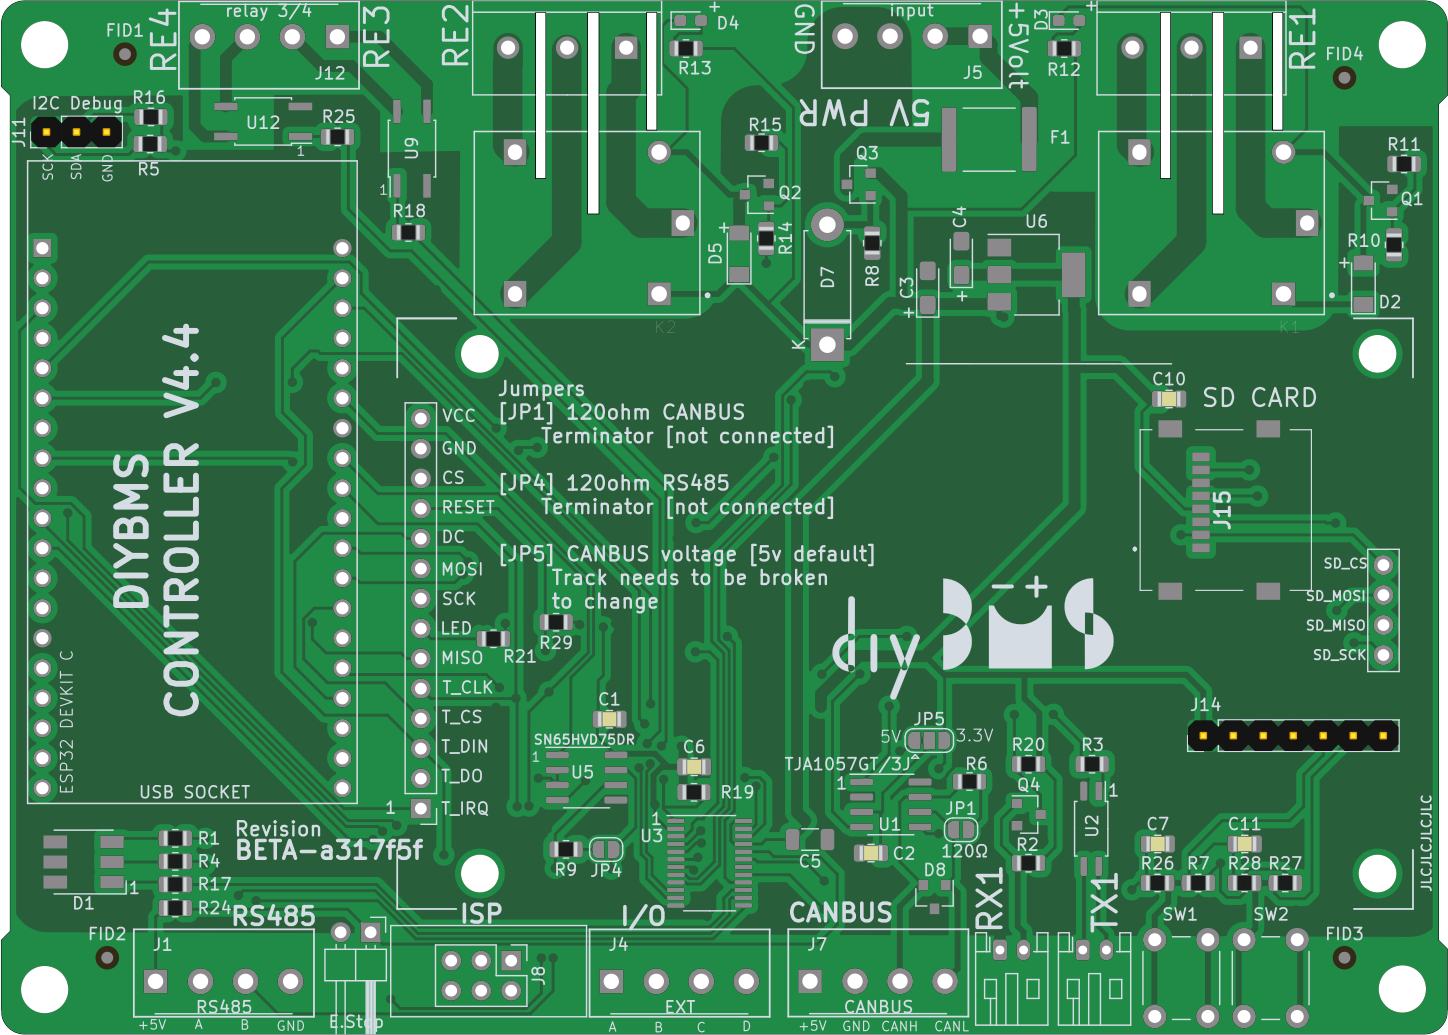 RE4
FID1
relay 3/4
RE3
RE2
D4
R13
GND
input
+5Volt
D3
R12
RE1
FID4
J12
J5
I2C Debug
R16
J11
SCK
SDA
GND
R5
U12
1
R25
U9
1
R18
R15
5V PWR
F1
Q3
Q2
R14
D5
D7
K
R8
C4
C3
U6
R11
Q1
R10
D2
K2
K1
DIYBMS
CONTROLLER V4.4
ESP32 DEVKIT C
USB SOCKET
VCC
GND
CS
RESET
DC
MOSI
SCK
LED
MISO
T_CLK
T_CS
T_DIN
T_DO
1 T_IRQ
Jumpers
[JP1] 120ohm CANBUS
Terminator [not connected]
[JP4] 120ohm RS485
Terminator [not connected]
[JP5] CANBUS voltage [5v default]
Track needs to be broken
to change
C10
SD CARD
J15
SD_CS
SD_MOSI
SD_MISO
SD_SCK
diyBMS
R29
R21
C1
SN65HVD75DR
1
U5
C6
R19
R9
JP4
1
U3
C5
JP5
5V
3.3V
TJA1057GT/3J
1
U1
C2
R6
JP1
120Ω
D8
R20
Q4
R2
R3
1
U2
J14
C7
R26
R7
C11
R28
R27
SW1
SW2
JLCJLCJLCJLC
Revision
BETA-a317f5f
R1
R4
R17
R24
J1
D1
FID2
RS485
J1
RS485
+5V
A
B
GND
E.Stop
ISP
J8
I/O
J4
EXT
A
B
C
D
CANBUS
J7
CANBUS
+5V
GND
CANH
CANL
RX1
TX1
FID3